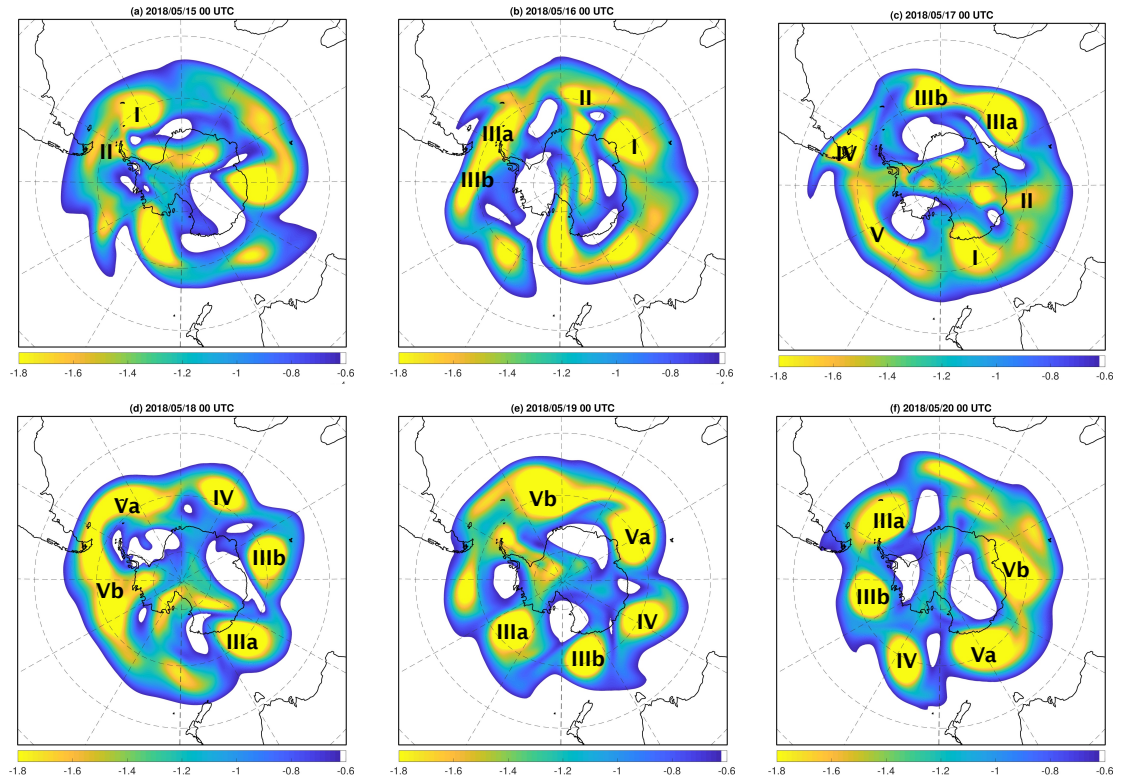 (a) 2018/05/15 00 UTC
I
II
-1.8 -1.6 -1.4 -1.2 -1 -0.8 -0.6
(b) 2018/05/16 00 UTC
II
IIIa
I
IIIb
-1.8 -1.6 -1.4 -1.2 -1 -0.8 -0.6
(c) 2018/05/17 00 UTC
IIIb
IIIa
IV
II
V
I
-1.8 -1.6 -1.4 -1.2 -1 -0.8 -0.6
(d) 2018/05/18 00 UTC
IV
Va
IIIb
Vb
IIIa
-1.8 -1.6 -1.4 -1.2 -1 -0.8 -0.6
(e) 2018/05/19 00 UTC
Vb
Va
IV
IIIa
IIIb
-1.8 -1.6 -1.4 -1.2 -1 -0.8 -0.6
(f) 2018/05/20 00 UTC
IIIa
Vb
IIIb
Va
IV
-1.8 -1.6 -1.4 -1.2 -1 -0.8 -0.6